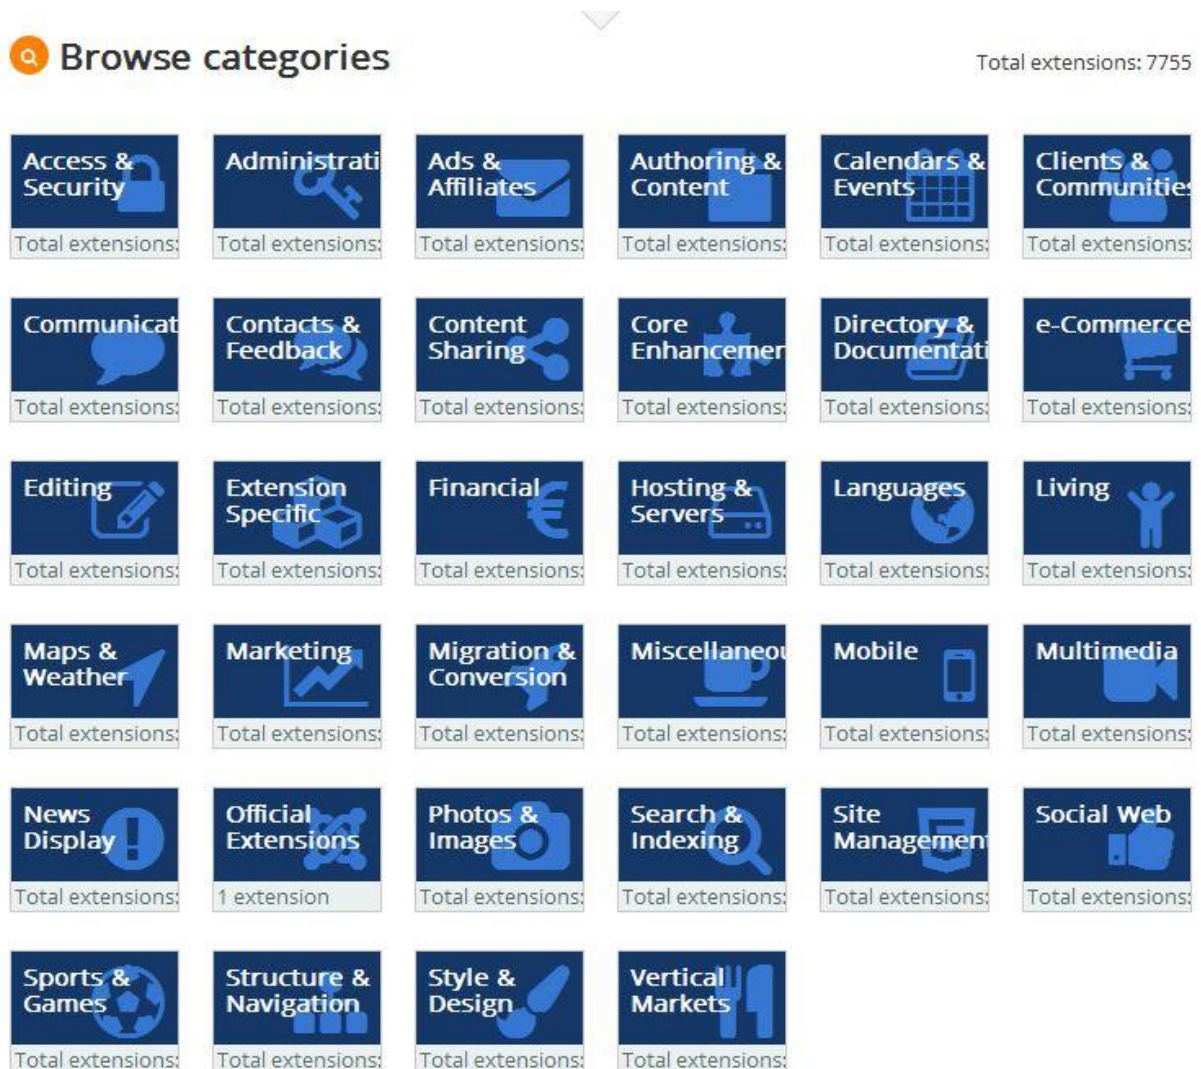 Browse categories
Total extensions: 7755
Access &
Security
Total extensions:
Administrati
Total extensions:
Ads &
Affiliates
Total extensions:
Authoring &
Content
Total extensions:
Calendars &
Events
Total extensions:
Clients &
Communities
Total extensions:
Communicat
Total extensions:
Contacts &
Feedback
Total extensions:
Content
Sharing
Total extensions:
Core
Enhancemen
Total extensions:
Directory &
Documentati
Total extensions:
e-Commerce
Total extensions:
Editing
Total extensions:
Extension
Specific
Total extensions:
Financial
Total extensions:
Hosting &
Servers
Total extensions:
Languages
Total extensions:
Living
Total extensions:
Maps &
Weather
Total extensions:
Marketing
Total extensions:
Migration &
Conversion
Total extensions:
Miscellaneou
Total extensions:
Mobile
Total extensions:
Multimedia
Total extensions:
News
Display
Total extensions:
Official
Extensions
1 extension
Photos &
Images
Total extensions:
Search &
Indexing
Total extensions:
Site
Management
Total extensions:
Social Web
Total extensions:
Sports &
Games
Total extensions:
Structure &
Navigation
Total extensions:
Style &
Design
Total extensions:
Vertical
Markets
Total extensions: